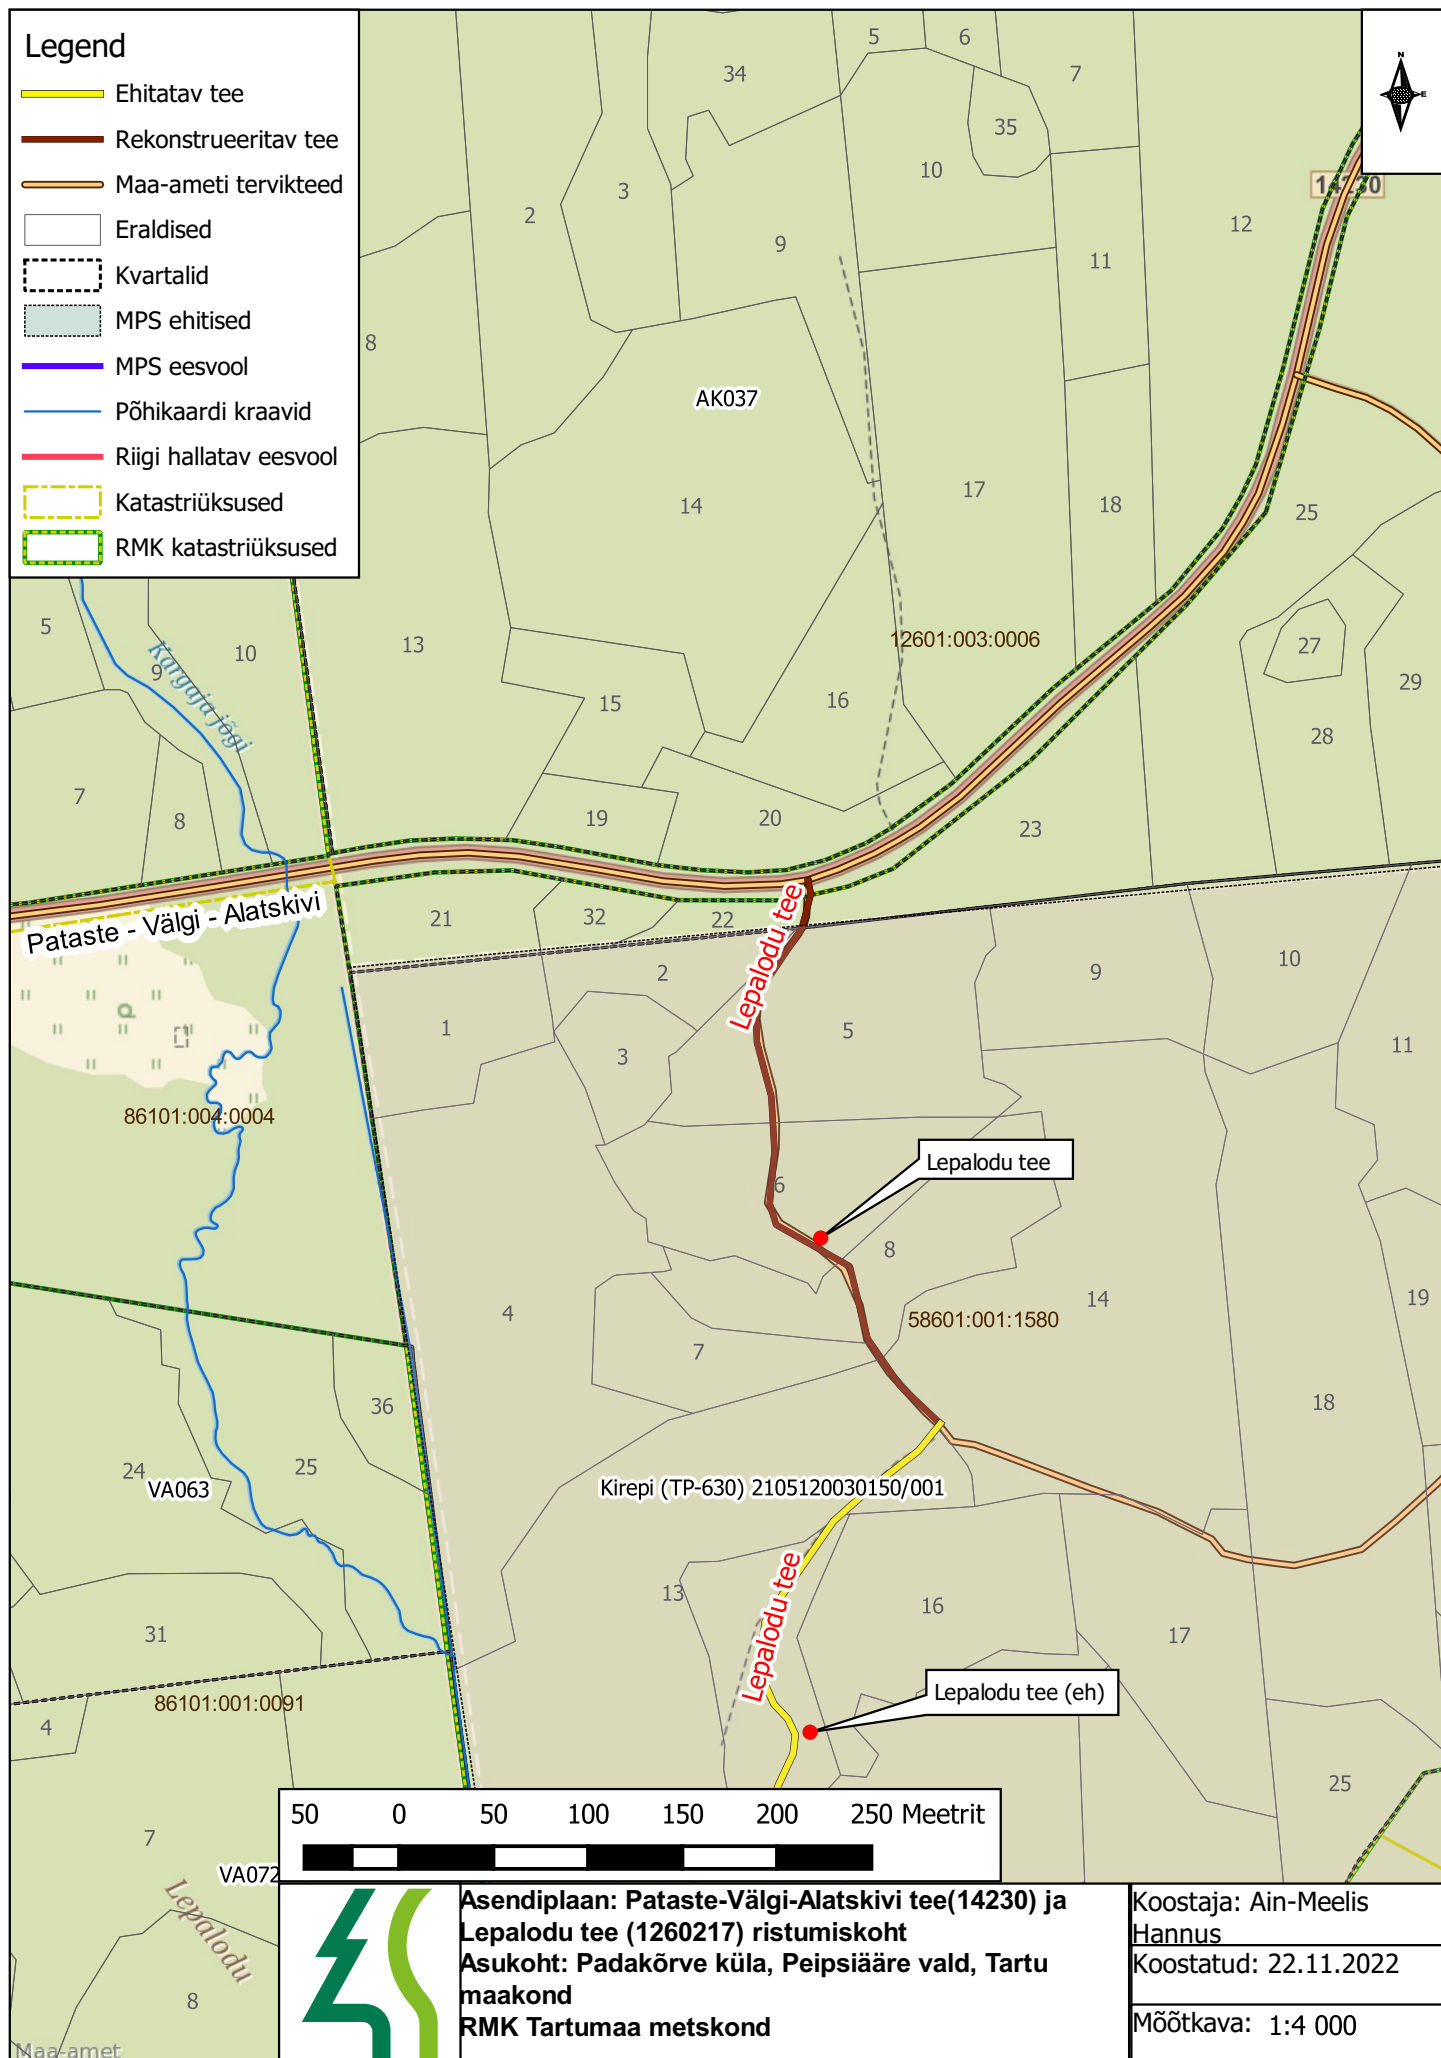 Legend
Ehitatav tee
Rekonstrueeritav tee
Maa-ameti tervikteed
Eraldised
Kvartalid
MPS ehitised
MPS eesvool
Põhikaardi kraavid
Riigi hallatav eesvool
Katastriüksused
RMK katastriüksused
N
E
5
6
34
7
35
10
3
2
14230
12
9
11
8
AK037
17
14
18
25
5
10
13
12601:003:0006
27
9
Kargaja jõgi
29
15
16
28
7
8
19
20
23
Pataste - Välgi - Alatskivi
21
32
22
Lepalodu tee
2
9
10
1
3
5
11
86101:004:0004
Lepalodu tee
6
8
4
14
19
58601:001:1580
7
36
18
24
25
VA063
Kirepi (TP-630) 2105120030150/001
13
Lepalodu tee
16
31
17
Lepalodu tee (eh)
86101:001:0091
4
25
7
50 0 50 100 150 200 250 Meetrit
VA072
Lepalodu
8
Maa-amet
Asendiplaan: Pataste-Välgi-Alatskivi tee(14230) ja
Lepalodu tee (1260217) ristumiskoht
Asukoht: Padakõrve küla, Peipsiääre vald, Tartu
maakond
RMK Tartumaa metskond
Koostaja: Ain-Meelis
Hannus
Koostatud: 22.11.2022
Mõõtkava: 1:4 000